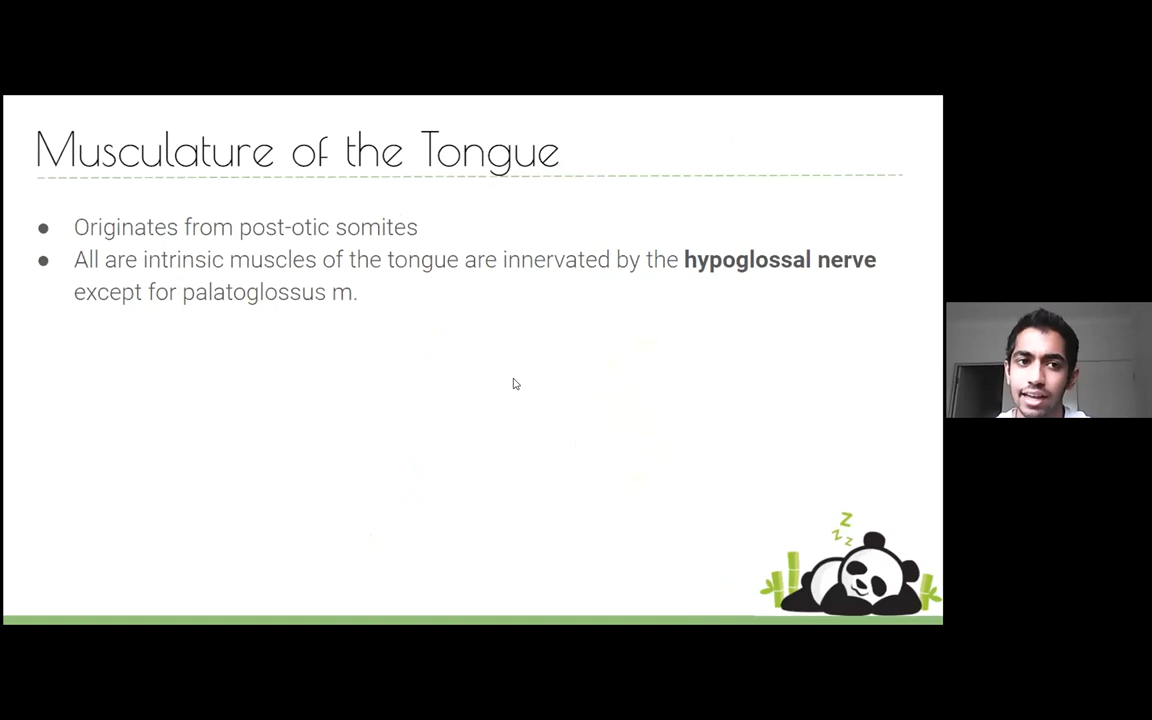 Musculature of the Tongue
● Originates from post-otic somites
● All are intrinsic muscles of the tongue are innervated by the hypoglossal nerve
except for palatoglossus m.
z
z
z